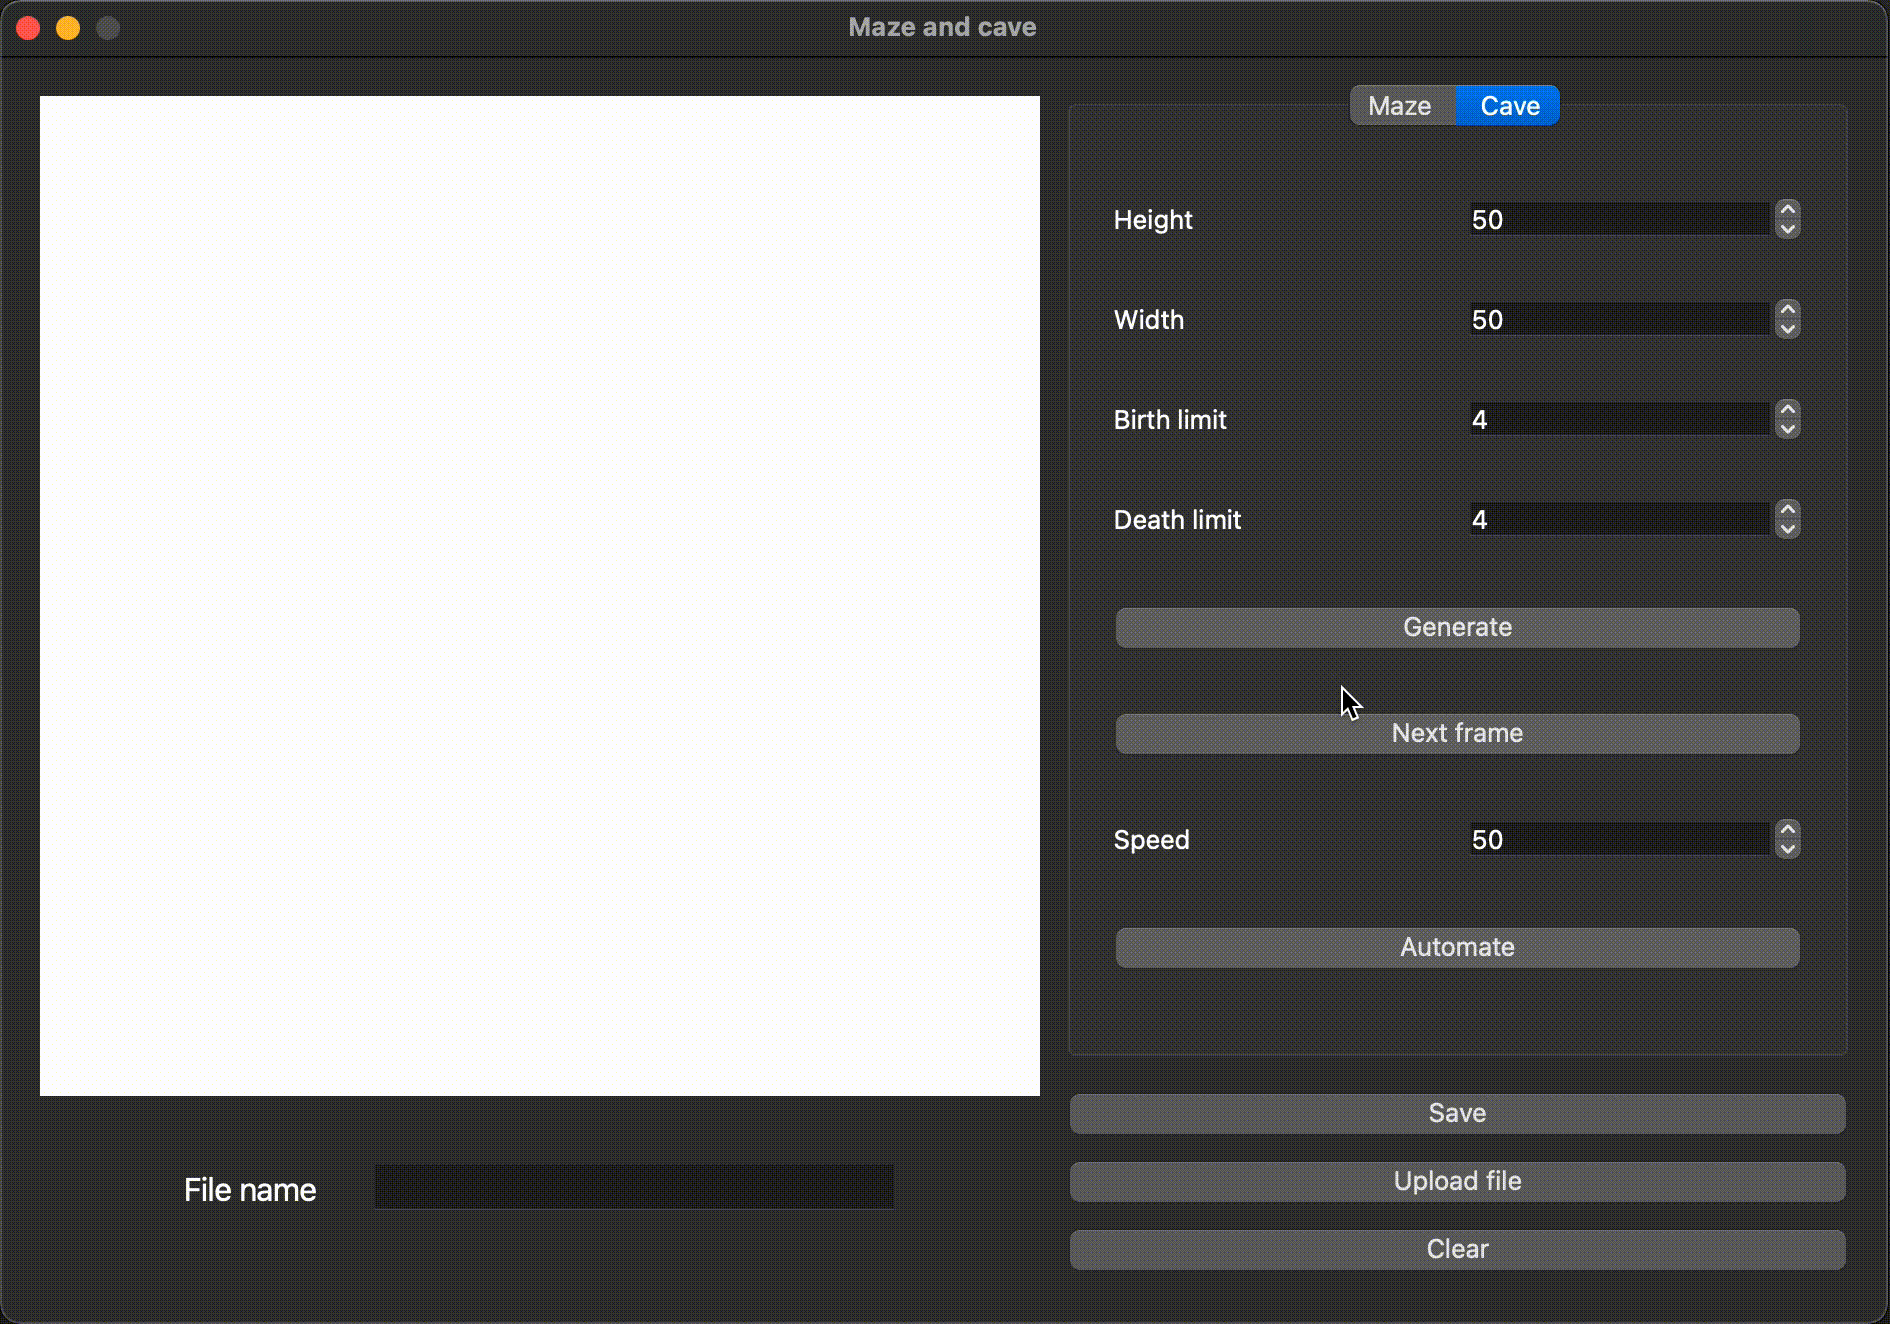 Maze and cave
Maze Cave
Height 50
Width 50
Birth limit 4
Death limit 4
Generate
Next frame
Speed 50
Automate
Save
File name
Upload file
Clear